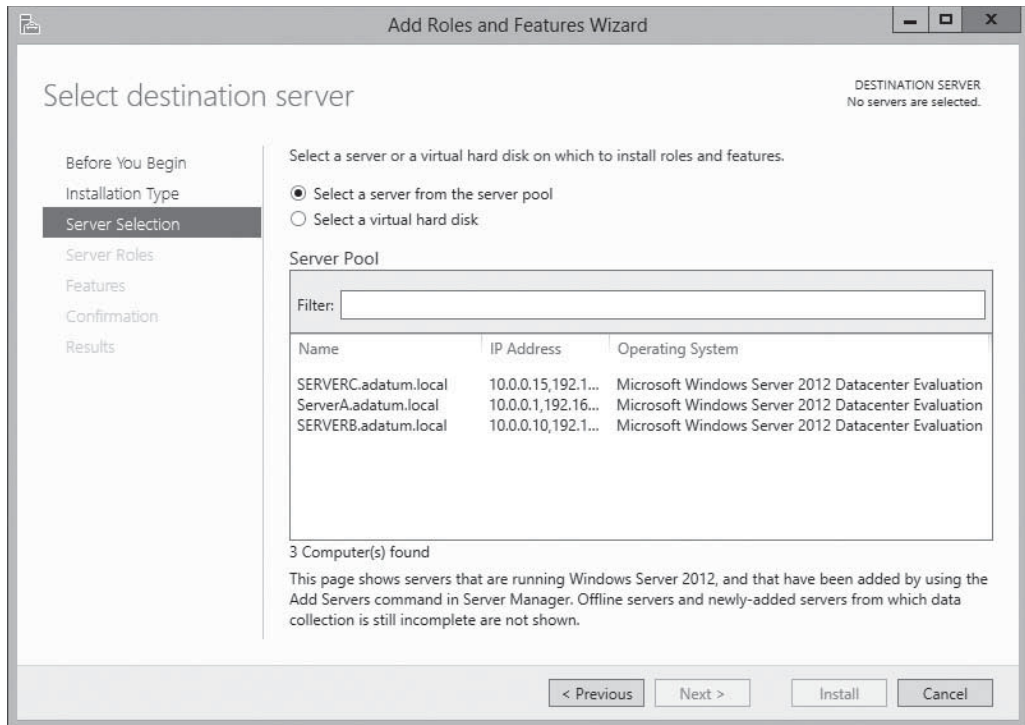 Add Roles and Features Wizard
Select destination server
DESTINATION SERVER
No servers are selected.
Before You Begin
Installation Type
Server Selection
Server Roles
Features
Confirmation
Results
Select a server or a virtual hard disk on which to install roles and features.
Select a server from the server pool
Select a virtual hard disk
Server Pool
Filter:
Name IP Address Operating System
SERVERC.adatum.local 10.0.0.15,192.1... Microsoft Windows Server 2012 Datacenter Evaluation
ServerA.adatum.local 10.0.0.1,192.16... Microsoft Windows Server 2012 Datacenter Evaluation
SERVERB.adatum.local 10.0.0.10,192.1... Microsoft Windows Server 2012 Datacenter Evaluation
3 Computer(s) found
This page shows servers that are running Windows Server 2012, and that have been added by using the
Add Servers command in Server Manager. Offline servers and newly-added servers from which data
collection is still incomplete are not shown.
< Previous Next > Install Cancel